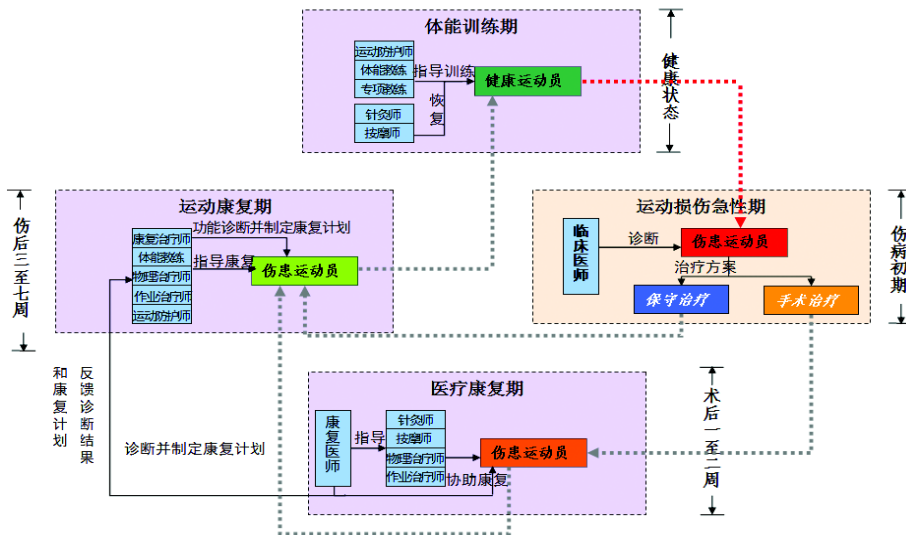 体能训练期
运动防护师
体能教练
专项教练
针灸师
按摩师
指导训练
恢复
健康运动员
健康状态
运动康复期
功能诊断并制定康复计划
康复治疗师
体能教练
物理治疗师
作业治疗师
运动防护师
指导康复
伤患运动员
伤后三至七周
运动损伤急性期
临床医师
诊断
伤患运动员
治疗方案
保守治疗
手术治疗
伤病初期
医疗康复期
康复医师
指导
针灸师
按摩师
物理治疗师
作业治疗师
协助康复
伤患运动员
术后一至二周
反馈诊断结果
和康复计划
诊断并制定康复计划